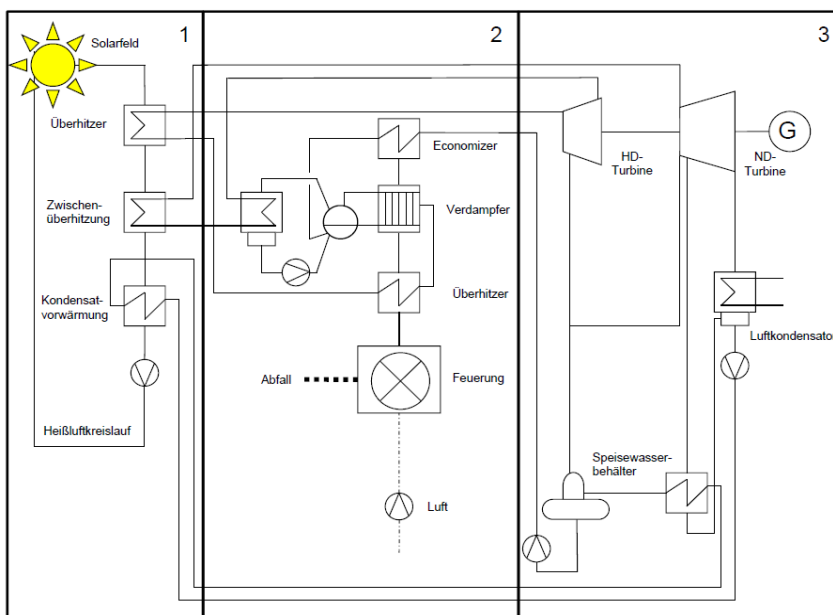 1
2
3
Solarfeld
Überhitzer
Zwischen-
überhitzung
Kondensat-
vorwärmung
Heißluftkreislauf
Economizer
Verdampfer
Überhitzer
Abfall
Feuerung
Luft
HD-
Turbine
ND-
Turbine
G
Luftkondensator
Speisewasser-
behälter